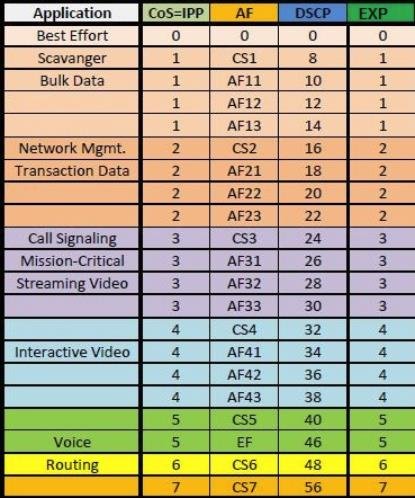 Application CoS=IPP AF DSCP EXP
Best Effort 0 0 0 0
Scavanger 1 CS1 8 1
Bulk Data 1 AF11 10 1
1 AF12 12 1
1 AF13 14 1
Network Mgmt. 2 CS2 16 2
Transaction Data 2 AF21 18 2
2 AF22 20 2
2 AF23 22 2
Call Signaling 3 CS3 24 3
Mission-Critical 3 AF31 26 3
Streaming Video 3 AF32 28 3
3 AF33 30 3
4 CS4 32 4
Interactive Video 4 AF41 34 4
4 AF42 36 4
4 AF43 38 4
5 CS5 40 5
Voice 5 EF 46 5
Routing 6 CS6 48 6
7 CS7 56 7